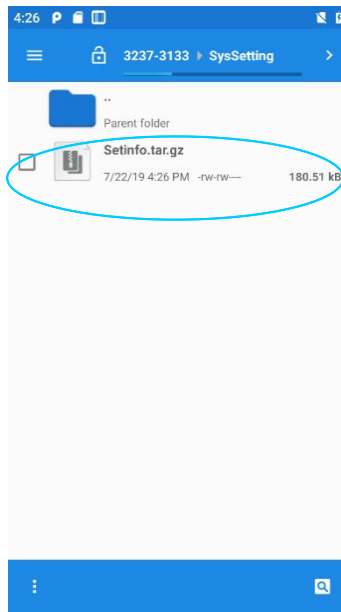 4:26
3237-3133 SysSetting
..
Parent folder
Setinfo.tar.gz
7/22/19 4:26 PM -rw-rw---- 180.51 kB